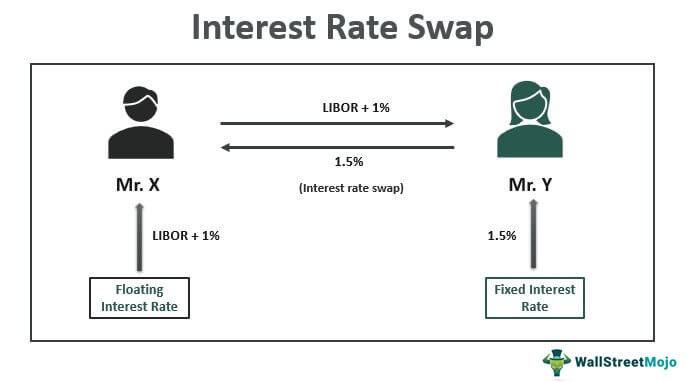 Interest Rate Swap
LIBOR + 1%
1.5%
(Interest rate swap)
Mr. X
Mr. Y
LIBOR + 1%
1.5%
Floating
Interest Rate
Fixed Interest
Rate
WallStreetMojo